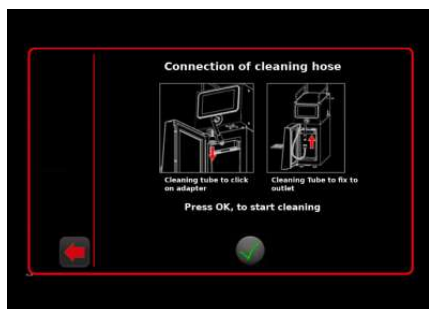 Connection of cleaning hose
Cleaning tube to click
on adapter
Cleaning Tube to fix to
outlet
Press OK, to start cleaning